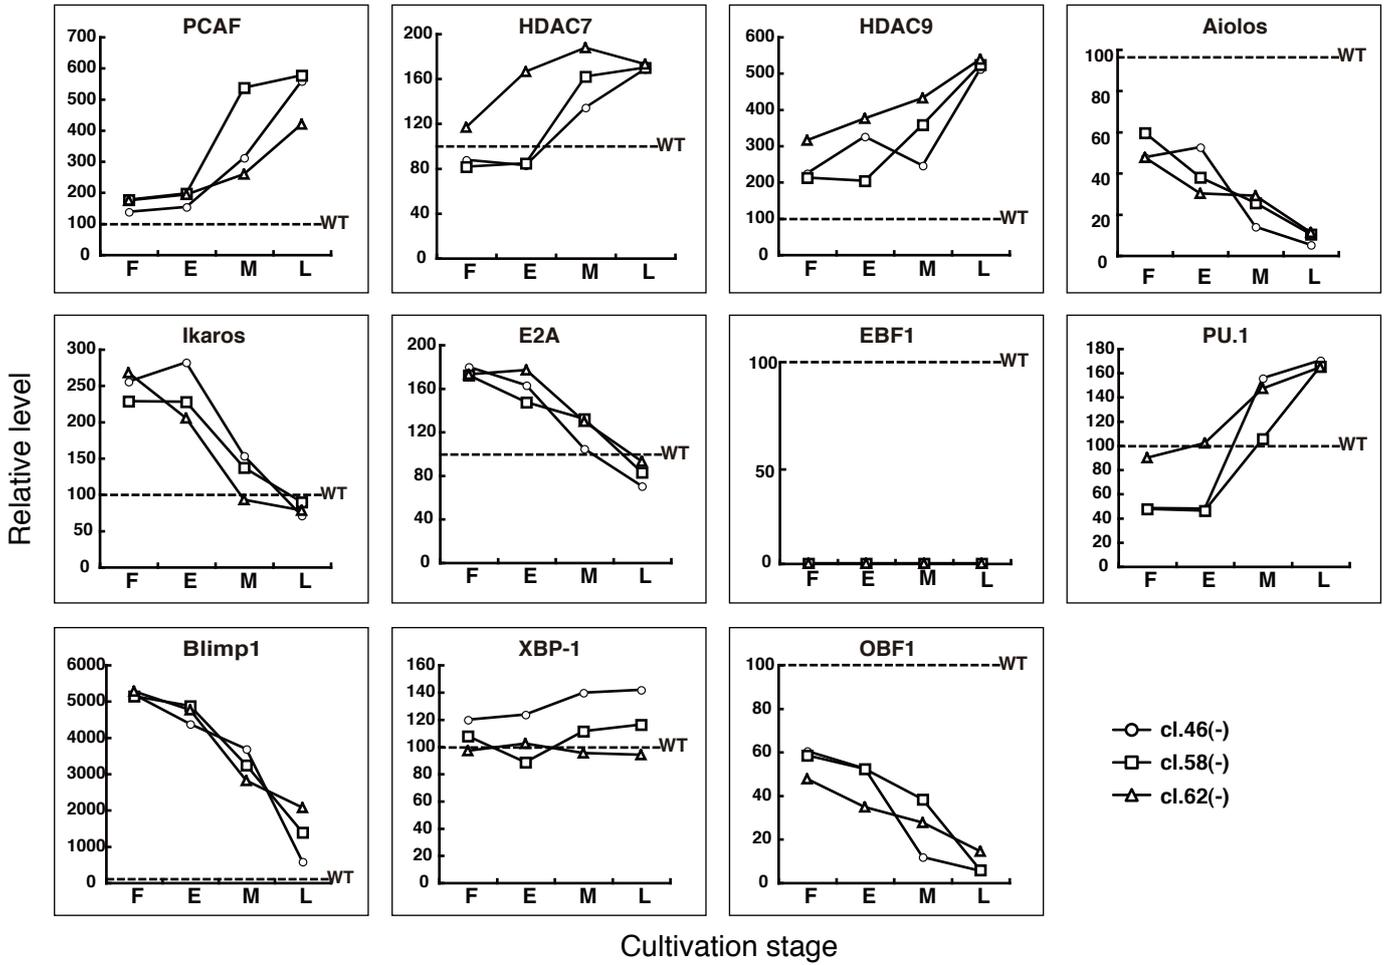 PCAF
700
600
500
400
300
200
100
0
WT
F E M L
HDAC7
200
160
120
80
40
0
WT
F E M L
HDAC9
600
500
400
300
200
100
0
WT
F E M L
Aiolos
100
80
60
40
20
0
WT
F E M L
Relative level
Ikaros
300
250
200
150
100
50
0
WT
F E M L
E2A
200
160
120
80
40
0
WT
F E M L
EBF1
100
50
0
WT
F E M L
PU.1
180
160
140
120
100
80
60
40
20
0
WT
F E M L
Blimp1
6000
5000
4000
3000
2000
1000
0
WT
F E M L
XBP-1
160
140
120
100
80
60
40
20
0
WT
F E M L
OBF1
100
80
60
40
20
0
WT
F E M L
cl.46(-)
cl.58(-)
cl.62(-)
Cultivation stage